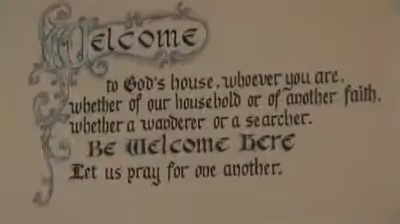 Welcome
to God's house, whoever you are,
whether of our household or of another faith,
whether a wanderer or a searcher.
Be Welcome Here
Let us pray for one another.